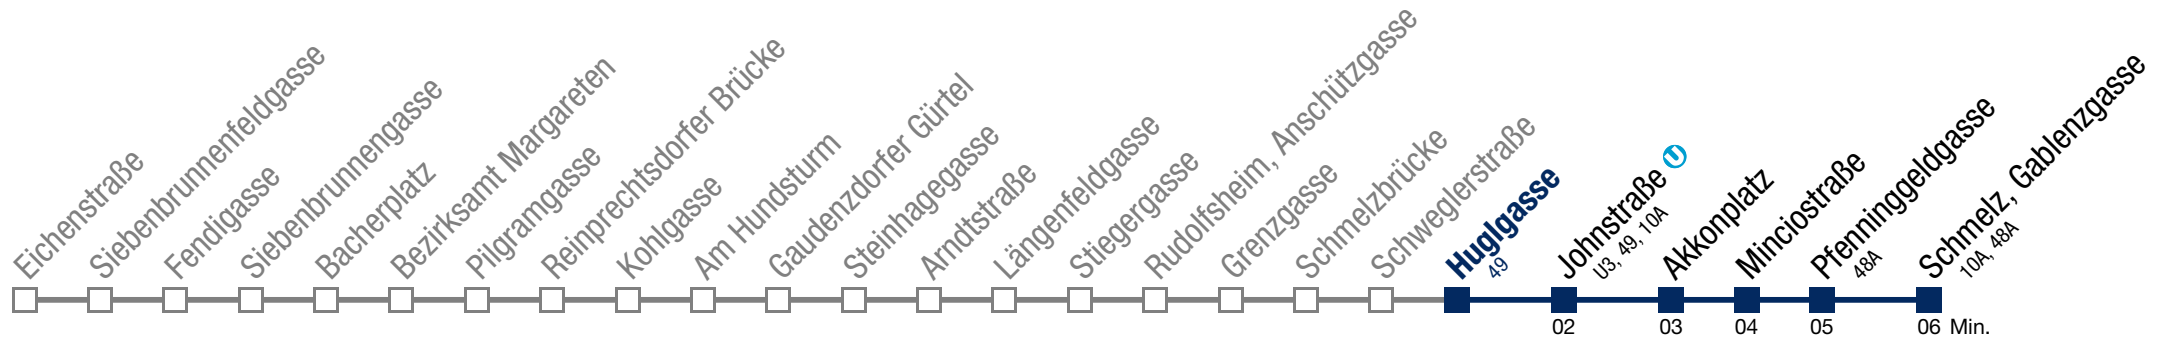 Eichenstraße
Siebenbrunnenfeldgasse
Fendigasse
Siebenbrunnengasse
Bacherplatz
Bezirksamt Margareten
Pilgramgasse
Reinprechtsdorfer Brücke
Kohlgasse
Am Hundsturm
Gaudenzdorfer Gürtel
Steinhagegasse
Arndtstraße
Längenfeldgasse
Stiegergasse
Rudolfsheim, Anschützgasse
Grenzgasse
Schmelzbrücke
Schweglerstraße
Huglgasse
49
Johnstraße U
U3, 49, 10A
Akkonplatz
Minciostraße
Pfenninggeldgasse
48A
Schmelz, Gablenzgasse
10A, 48A
02 03 04 05 06 Min.